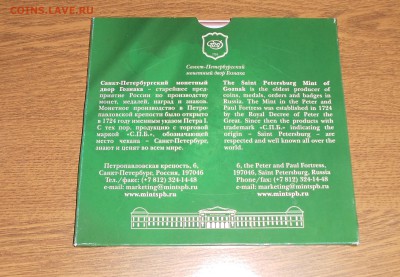 COINS.LAVE.RU
Санкт-Петербургский
монетный двор Гознака
Санкт-Петербургский монетный
двор Гознака – старейшее пред-
приятие России по производству
монет, медалей, наград и знаков.
Монетное производство в Петро-
павловской крепости было открыто
в 1724 году именным указом Петра I.
С тех пор, продукцию с торговой
маркой «С.П.Б.», обозначающей
место чекана – Санкт-Петербург,
знают и ценят во всем мире.
Петропавловская крепость, 6,
Санкт-Петербург, Россия, 197046
Тел./факс: (+7 812) 324-14-48
e-mail: marketing@mintspb.ru
www.mintspb.ru
The Saint Petersburg Mint of
Goznak is the oldest producer of
coins, medals, orders and badges in
Russia. The Mint in the Peter and
Paul Fortress was established in 1724
by the Royal Decree of Peter the
Great. Since then the products with
trademark «С.П.Б.» indicating the
origin – Saint Petersburg – are
respected and well known all over
the world.
6, the Peter and Paul Fortress,
197046, Saint Petersburg, Russia
Phone/fax: (+7 812) 324-14-48
e-mail: marketing@mintspb.ru
www.mintspb.ru